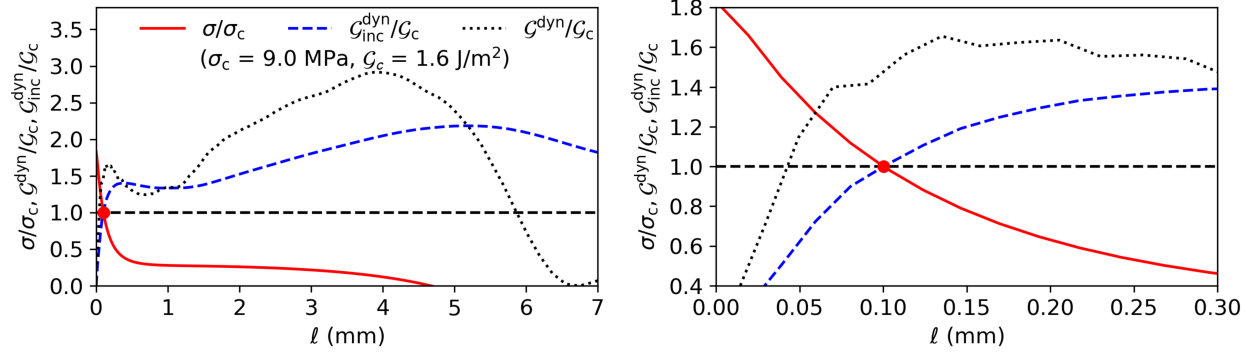 σ/σc, 𝒢dyn/𝒢c, 𝒢incdyn/𝒢c
3.5
3.0
2.5
2.0
1.5
1.0
0.5
0.0
σ/σc 𝒢incdyn/𝒢c 𝒢dyn/𝒢c
(σc = 9.0 MPa, 𝒢c = 1.6 J/m²)
0 1 2 3 4 5 6 7
ℓ (mm)
σ/σc, 𝒢dyn/𝒢c, 𝒢incdyn/𝒢c
1.8
1.6
1.4
1.2
1.0
0.8
0.6
0.4
0.00 0.05 0.10 0.15 0.20 0.25 0.30
ℓ (mm)